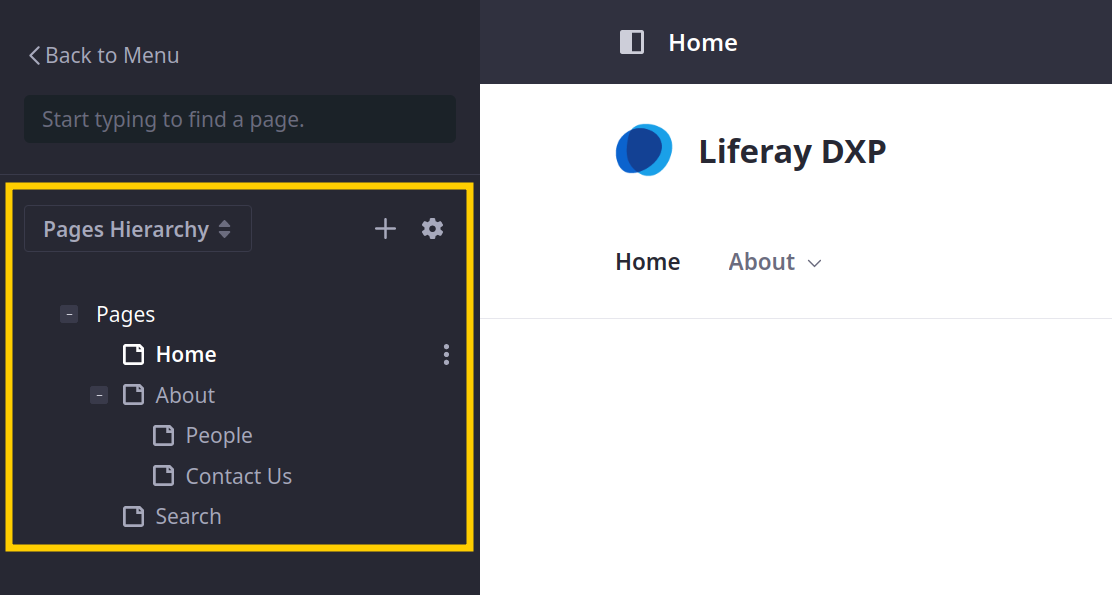 Back to Menu
Start typing to find a page.
Pages Hierarchy
Pages
Home
About
People
Contact Us
Search
Home
Liferay DXP
Home About